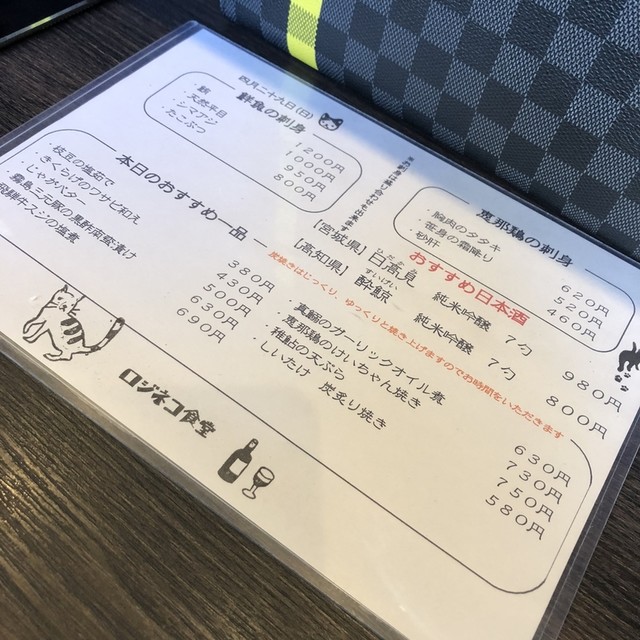 四月二十八日(日)
鮮魚の刺身
1200円
・天然平目 1000円
・シマアジ 950円
・たこぶつ 800円
恵那鶏の刺身
・胸肉のタタキ 620円
・笹身の霜降り 520円
・砂肝 460円
おすすめ日本酒
[宮城県] 日高見 純米吟醸 7勺 980円
すいげい
[高知県] 酔鯨 純米吟醸 7勺 800円
本日のおすすめ一品
・枝豆の塩茹で 380円
・きくらげのワサビ和え 430円
・じゃがバター 500円
・霧島三元豚の黒酢南蛮漬け 630円
飛騨牛スジの塩煮 690円
炭焼きはじっくり、ゆっくりと焼き上げますのでお時間をいただきます
のガーリックオイル煮 630円
・恵那鶏のけいちゃん焼き 730円
・稚鮎の天ぷら 750円
・しいたけ 炭炙り焼き 580円
ロジネコ食堂